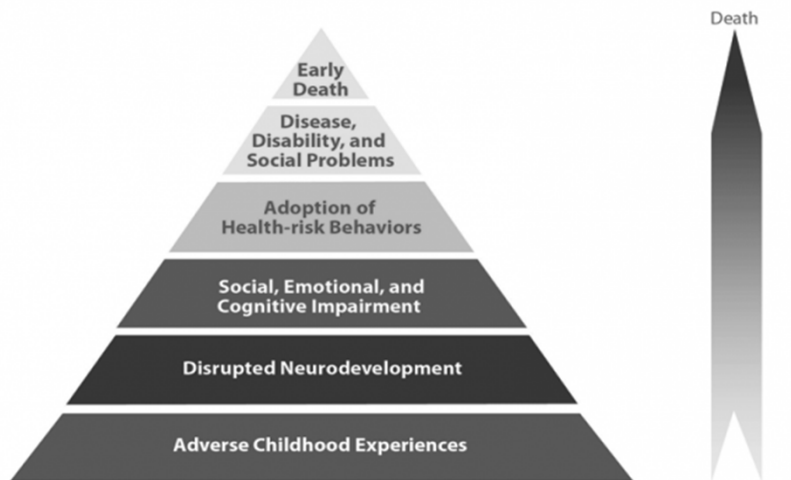 Death
Early
Death
Disease,
Disability, and
Social Problems
Adoption of
Health-risk Behaviors
Social, Emotional, and
Cognitive Impairment
Disrupted Neurodevelopment
Adverse Childhood Experiences